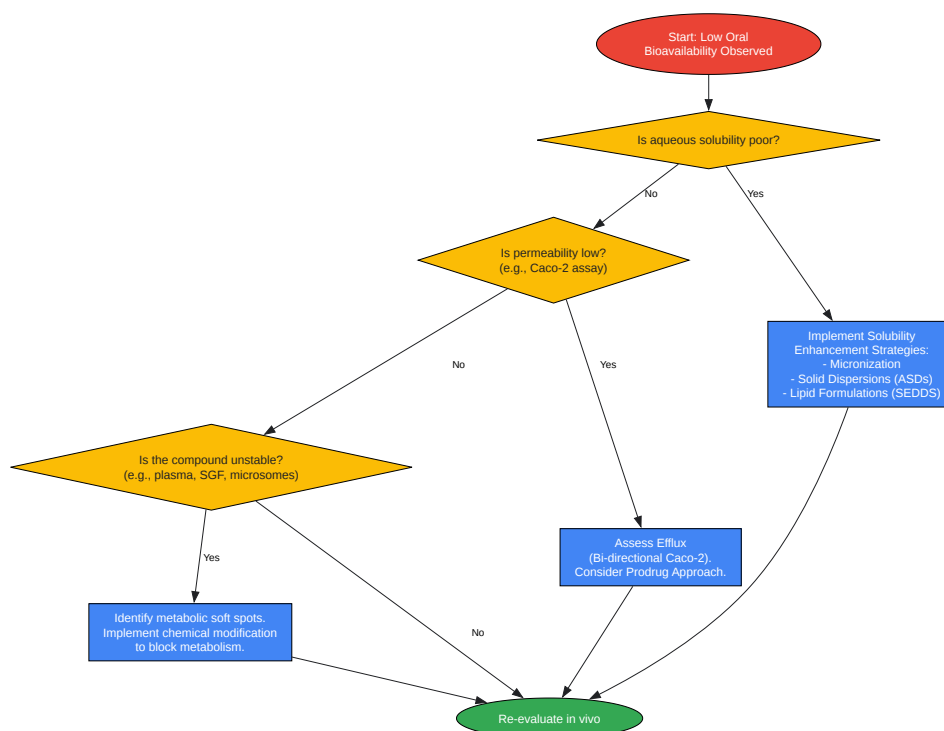 Start: Low Oral
Bioavailability Observed
Is aqueous solubility poor?
No
Yes
Is permeability low?
(e.g., Caco-2 assay)
Implement Solubility
Enhancement Strategies:
- Micronization
- Solid Dispersions (ASDs)
- Lipid Formulations (SEDDS)
No
Yes
Is the compound unstable?
(e.g., plasma, SGF, microsomes)
Assess Efflux
(Bi-directional Caco-2).
Consider Prodrug Approach.
Yes
Identify metabolic soft spots.
Implement chemical modification
to block metabolism.
No
Re-evaluate in vivo